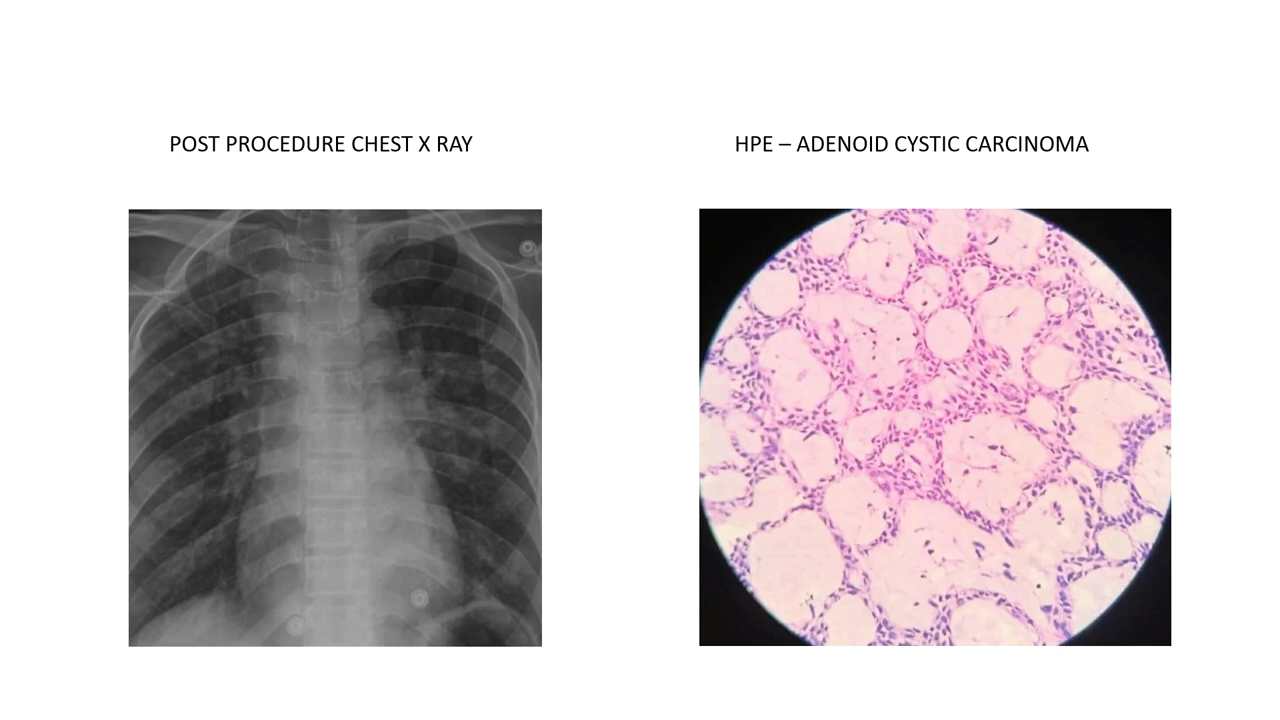 POST PROCEDURE CHEST X RAY
HPE – ADENOID CYSTIC CARCINOMA